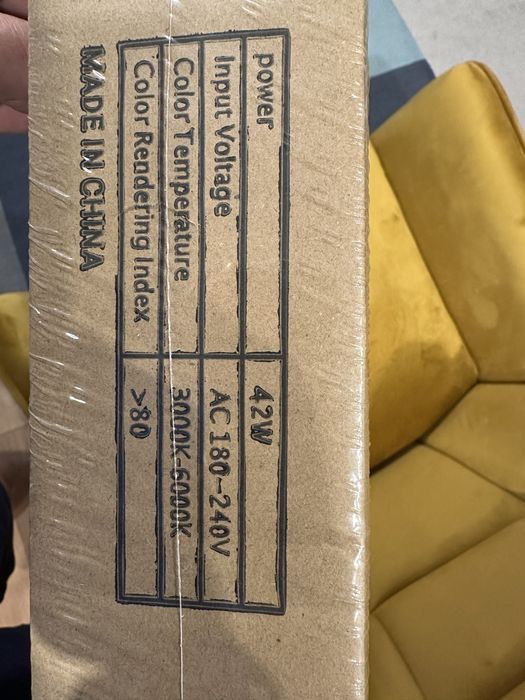 power 42W
Input Voltage AC 180-240V
Color Temperature 3000K-6000K
Color Rendering Index >80
MADE IN CHINA